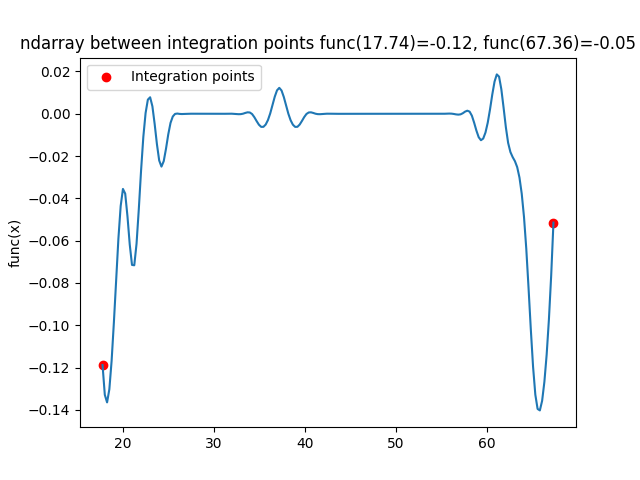 ndarray between integration points func(17.74)=-0.12, func(67.36)=-0.05
Integration points
func(x)
0.02
0.00
−0.02
−0.04
−0.06
−0.08
−0.10
−0.12
−0.14
20 30 40 50 60